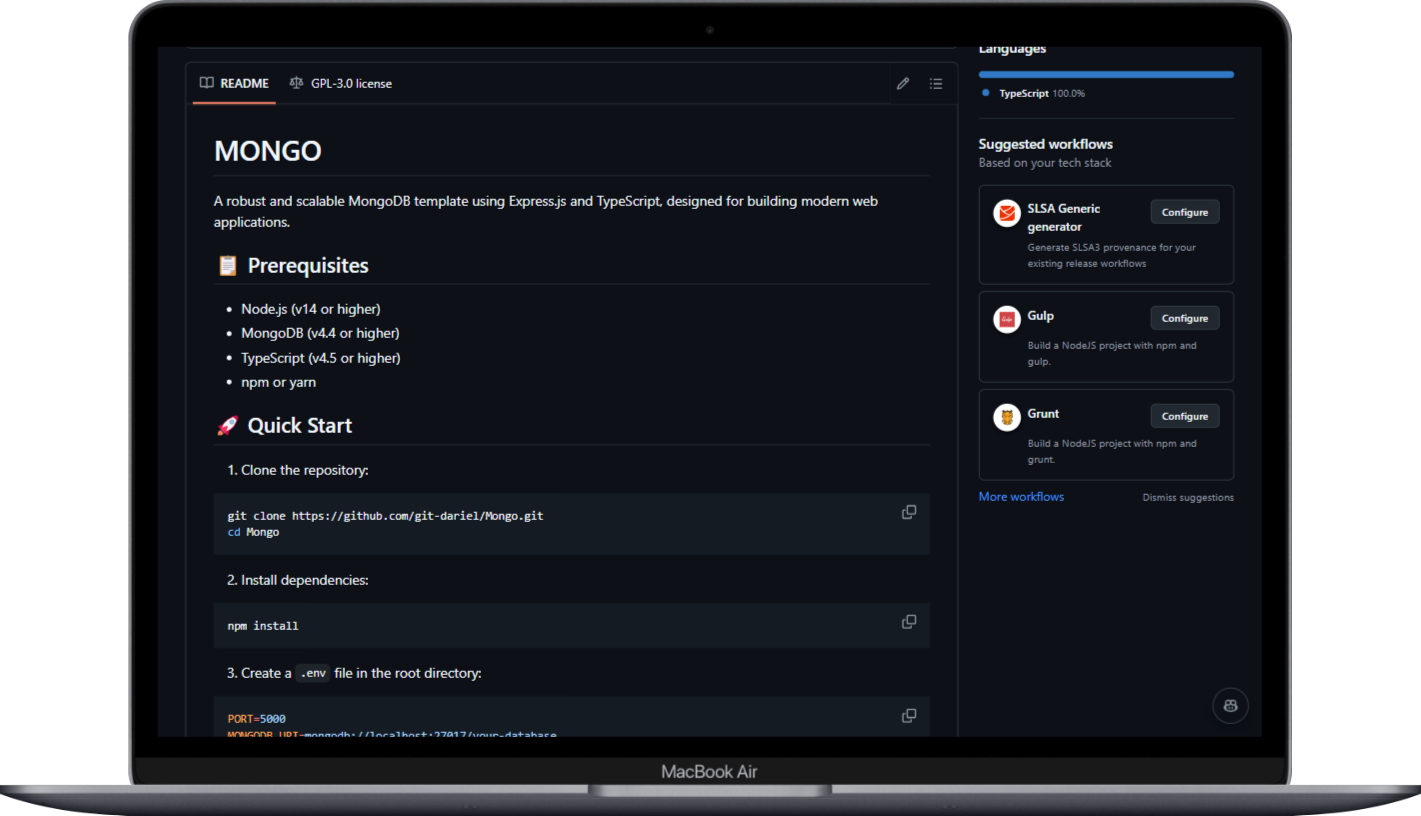 README
GPL-3.0 license
MONGO
A robust and scalable MongoDB template using Express.js and TypeScript, designed for building modern web
applications.
📋 Prerequisites
• Node.js (v14 or higher)
• MongoDB (v4.4 or higher)
• TypeScript (v4.5 or higher)
• npm or yarn
🚀 Quick Start
1. Clone the repository:
git clone https://github.com/git-dariel/Mongo.git
cd Mongo
2. Install dependencies:
npm install
3. Create a .env file in the root directory:
PORT=5000
MONGODB_URI=mongodb://localhost:27017/your-database
Languages
TypeScript 100.0%
Suggested workflows
Based on your tech stack
SLSA Generic
generator
Configure
Generate SLSA3 provenance for your
existing release workflows
Gulp
Configure
Build a NodeJS project with npm and
gulp.
Grunt
Configure
Build a NodeJS project with npm and
grunt.
More workflows
Dismiss suggestions
MacBook Air